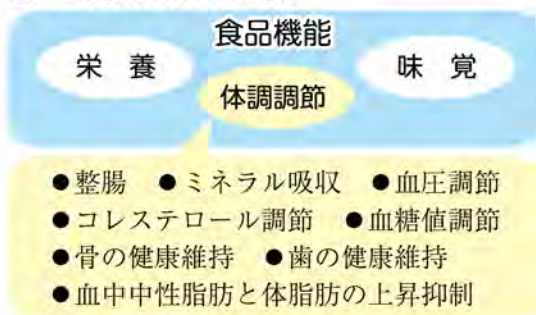 食品機能
栄 養
味 覚
体調調節
●整腸 ●ミネラル吸収 ●血圧調節
●コレステロール調節 ●血糖値調節
●骨の健康維持 ●歯の健康維持
●血中中性脂肪と体脂肪の上昇抑制